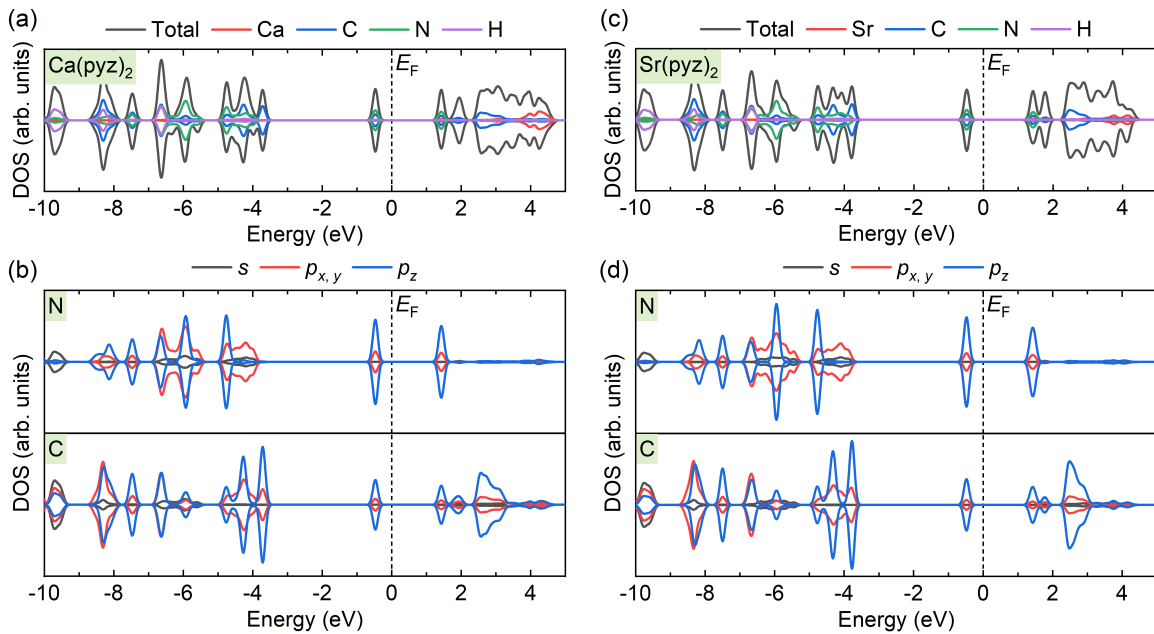 (a)
Total Ca C N H
Ca(pyz)2
EF
DOS (arb. units)
-10 -8 -6 -4 -2 0 2 4
Energy (eV)
(c)
Total Sr C N H
Sr(pyz)2
EF
DOS (arb. units)
-10 -8 -6 -4 -2 0 2 4
Energy (eV)
(b)
s px, y pz
N
EF
C
DOS (arb. units)
-10 -8 -6 -4 -2 0 2 4
Energy (eV)
(d)
s px, y pz
N
EF
C
DOS (arb. units)
-10 -8 -6 -4 -2 0 2 4
Energy (eV)